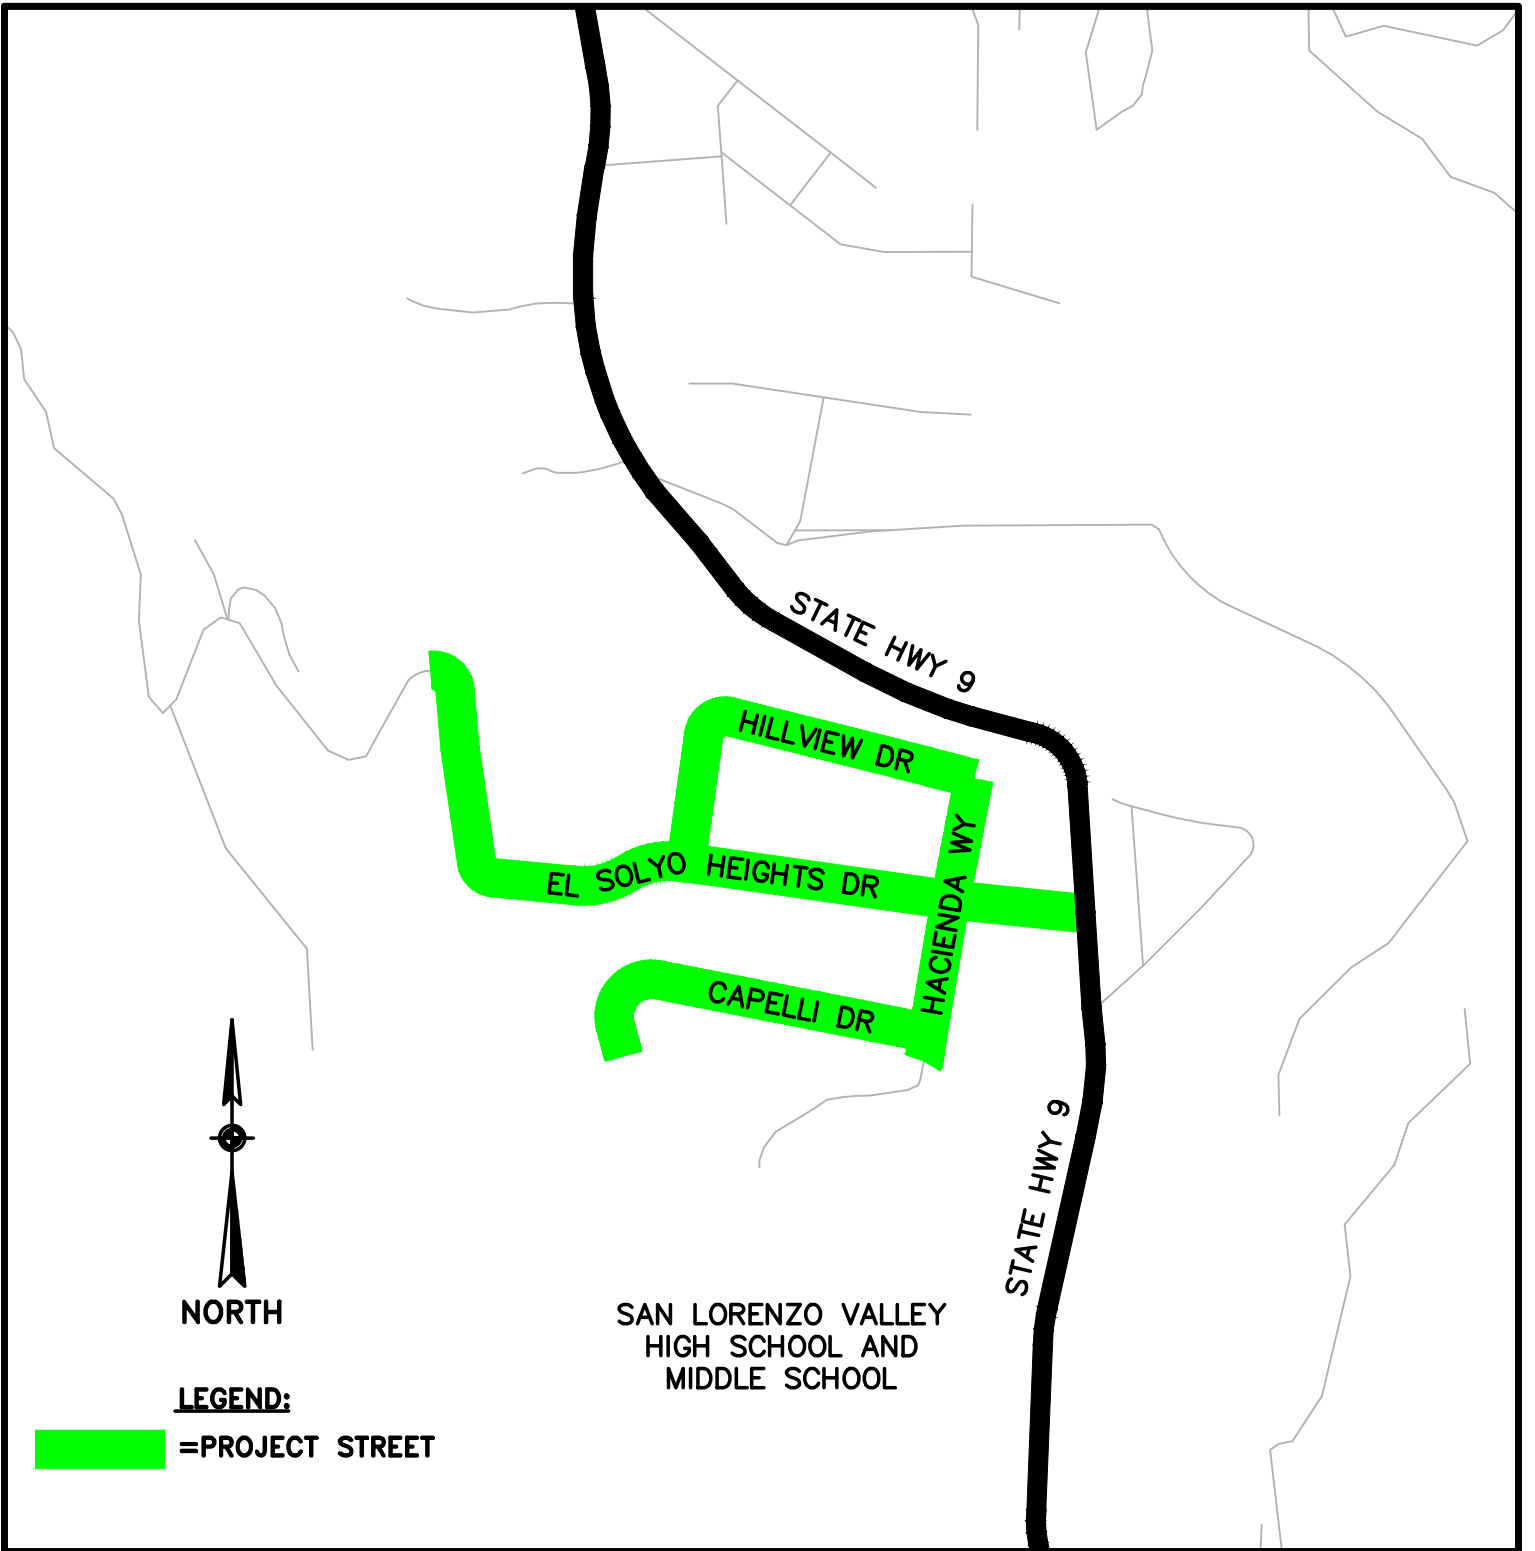 STATE HWY 9
HILLVIEW DR
HACIENDA WY
EL SOLYO HEIGHTS DR
CAPELLI DR
STATE HWY 9
NORTH
SAN LORENZO VALLEY
HIGH SCHOOL AND
MIDDLE SCHOOL
LEGEND:
=PROJECT STREET